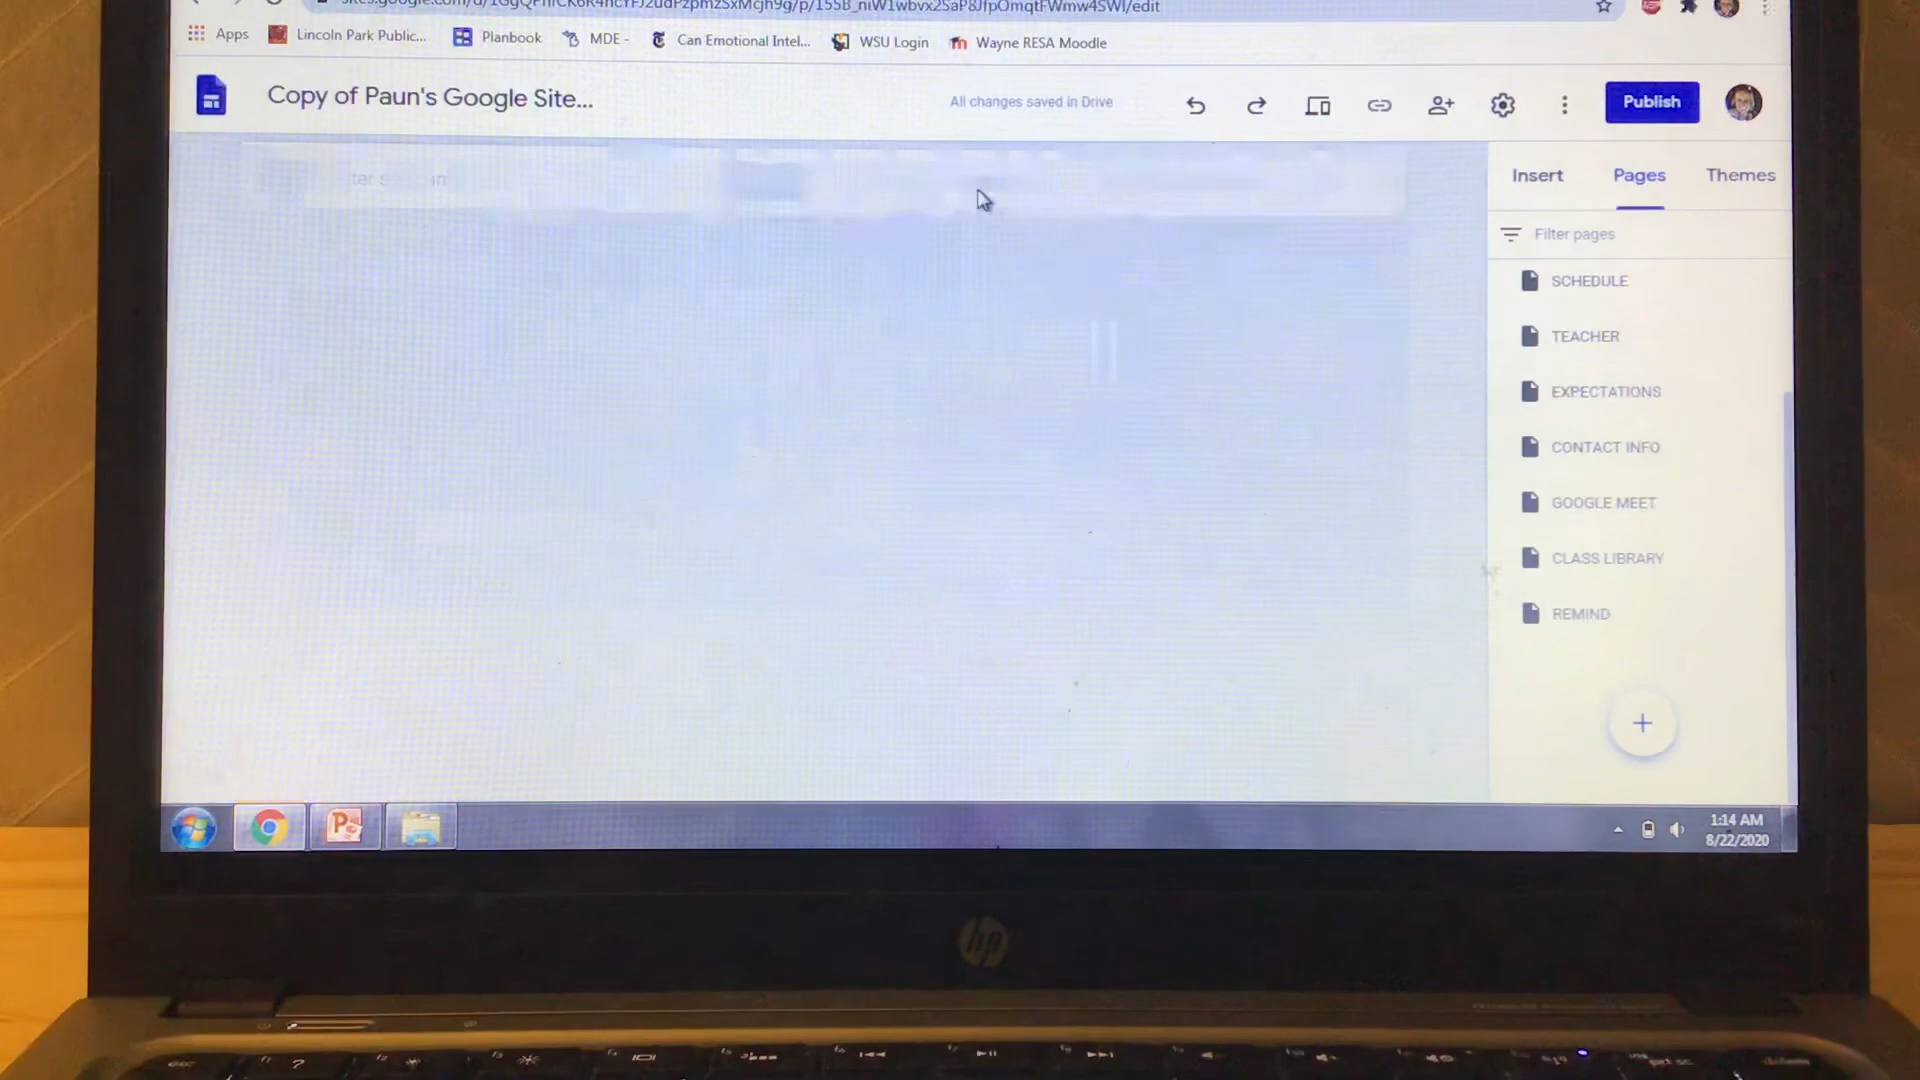 Apps Lincoln Park Public... Planbook MDE - Can Emotional Intel... WSU Login Wayne RESA Moodle
Copy of Paun's Google Site... All changes saved in Drive Publish
Insert Pages Themes
Filter pages
SCHEDULE
TEACHER
EXPECTATIONS
CONTACT INFO
GOOGLE MEET
CLASS LIBRARY
REMIND
1:14 AM
8/22/2020
hp